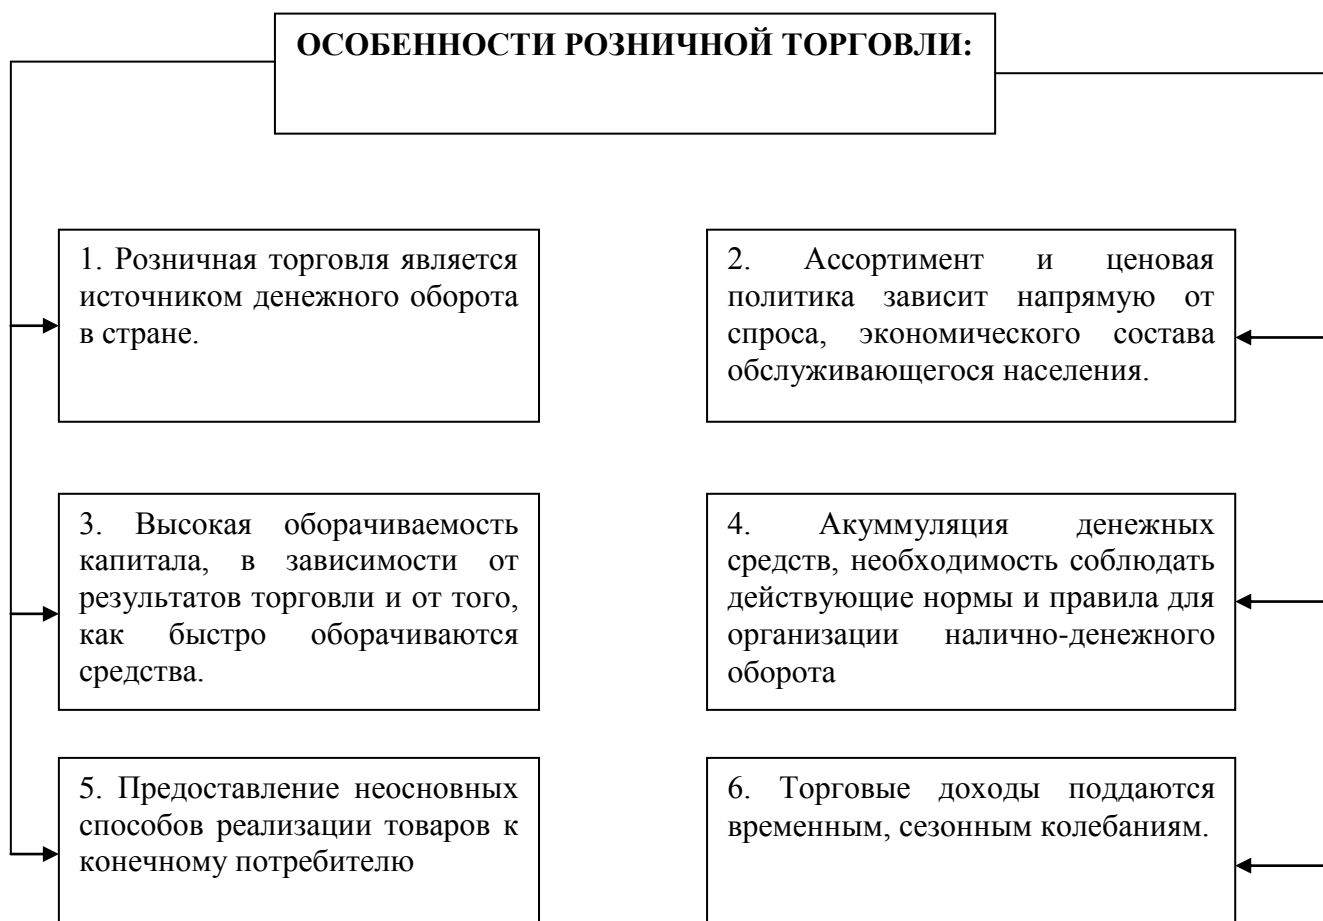 ОСОБЕННОСТИ РОЗНИЧНОЙ ТОРГОВЛИ:
1. Розничная торговля является
источником денежного оборота
в стране.
2. Ассортимент и ценовая
политика зависит напрямую от
спроса, экономического состава
обслуживающегося населения.
3. Высокая оборачиваемость
капитала, в зависимости от
результатов торговли и от того,
как быстро оборачиваются
средства.
4. Акуммуляция денежных
средств, необходимость соблюдать
действующие нормы и правила для
организации налично-денежного
оборота
5. Предоставление неосновных
способов реализации товаров к
конечному потребителю
6. Торговые доходы поддаются
временным, сезонным колебаниям.